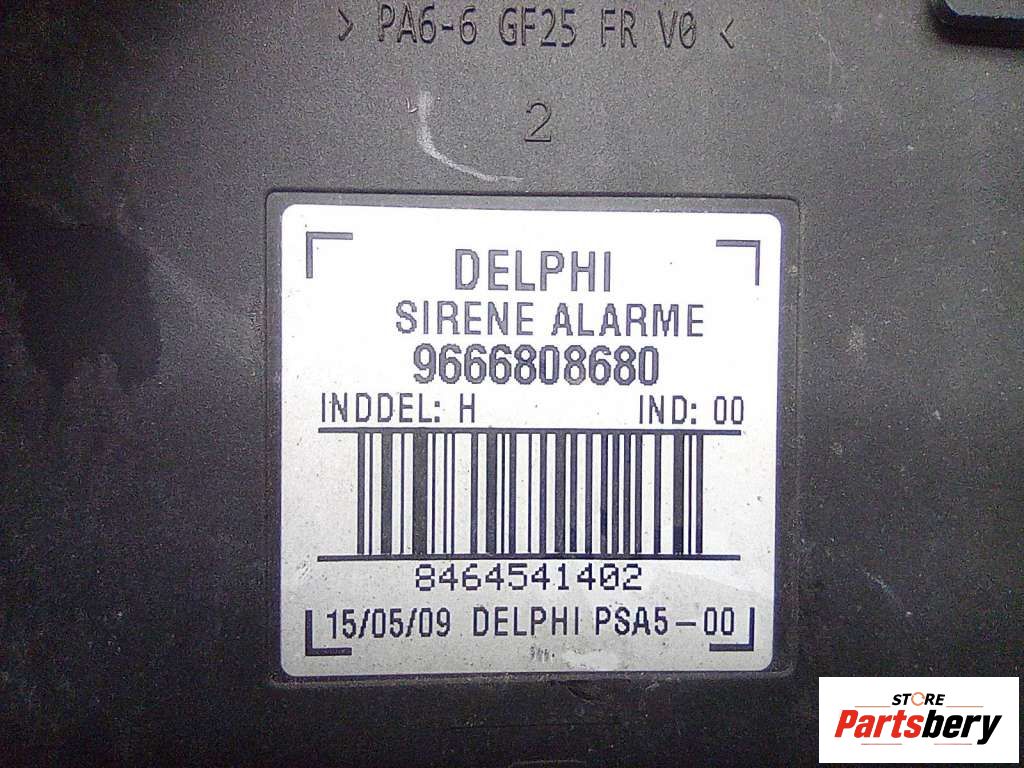 > PA6-6 GF25 FR V0 <
2
DELPHI
SIRENE ALARME
9666808680
INDDEL: H IND: 00
8464541402
15/05/09 DELPHI PSA5-00
STORE
Partsbery